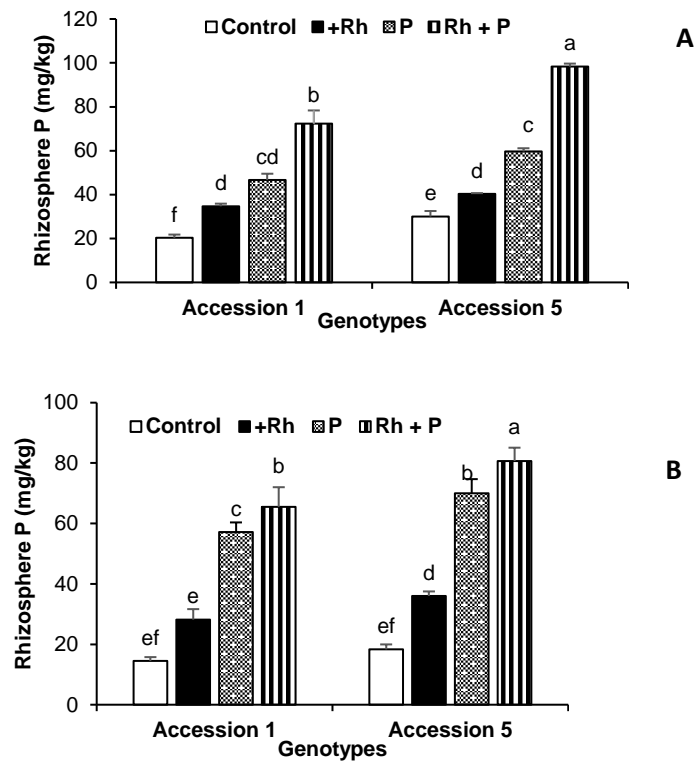 120
Control +Rh P Rh + P
A
100
80
60
40
20
0
Rhizosphere P (mg/kg)
f d cd b e d c a
Accession 1 Accession 5
Genotypes
100
Control +Rh P Rh + P
B
80
60
40
20
0
Rhizosphere P (mg/kg)
ef e c b ef d b a
Accession 1 Accession 5
Genotypes